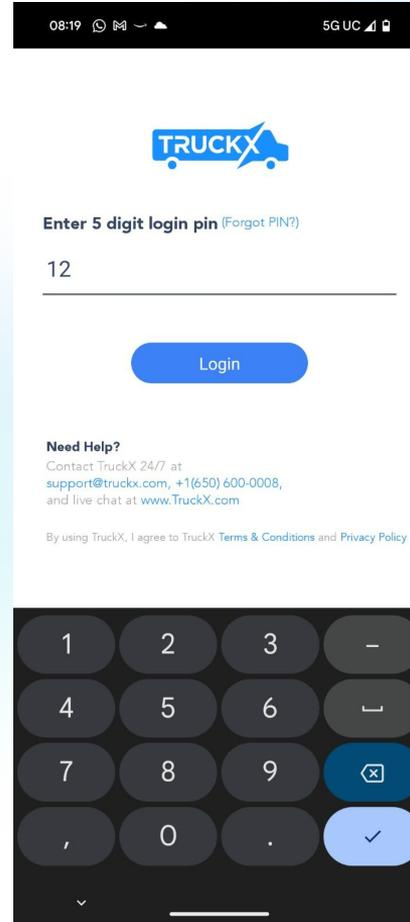 08:19 5G UC
TRUCKX
Enter 5 digit login pin (Forgot PIN?)
12
Login
Need Help?
Contact TruckX 24/7 at
support@truckx.com, +1(650) 600-0008,
and live chat at www.TruckX.com
By using TruckX, I agree to TruckX Terms & Conditions and Privacy Policy
1 2 3 –
4 5 6
7 8 9
, 0 .